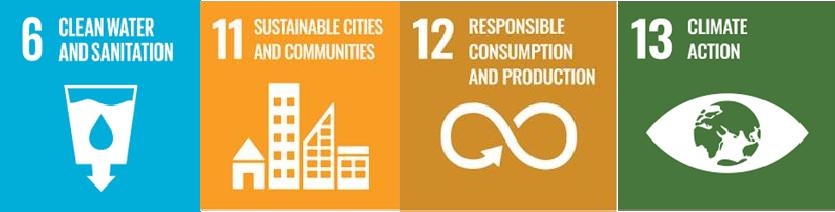 6 CLEAN WATER
AND SANITATION
11 SUSTAINABLE CITIES
AND COMMUNITIES
12 RESPONSIBLE
CONSUMPTION
AND PRODUCTION
13 CLIMATE
ACTION